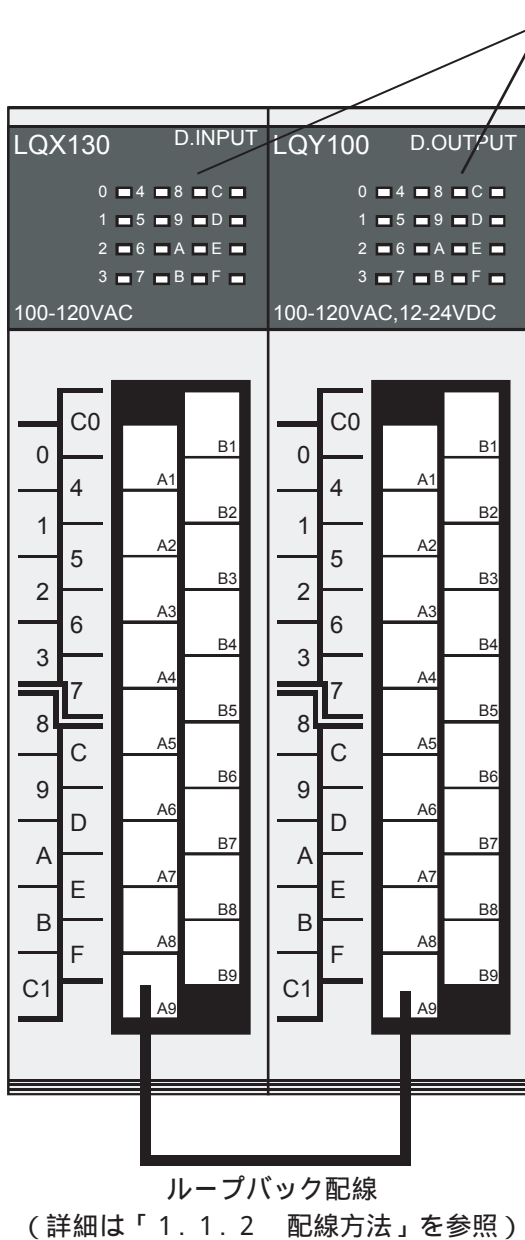 LQX130 D.INPUT
0 4 8 C
1 5 9 D
2 6 A E
3 7 B F
100-120VAC
LQY100 D.OUTPUT
0 4 8 C
1 5 9 D
2 6 A E
3 7 B F
100-120VAC,12-24VDC
C0
0
4
1
5
2
6
3
7
8
C
9
D
A
E
B
F
C1
B1
A1
B2
A2
B3
A3
B4
A4
B5
A5
B6
A6
B7
A7
B8
A8
B9
A9
C0
0
4
1
5
2
6
3
7
8
C
9
D
A
E
B
F
C1
B1
A1
B2
A2
B3
A3
B4
A4
B5
A5
B6
A6
B7
A7
B8
A8
B9
A9
ループバック配線
(詳細は「1.1.2 配線方法」を参照)